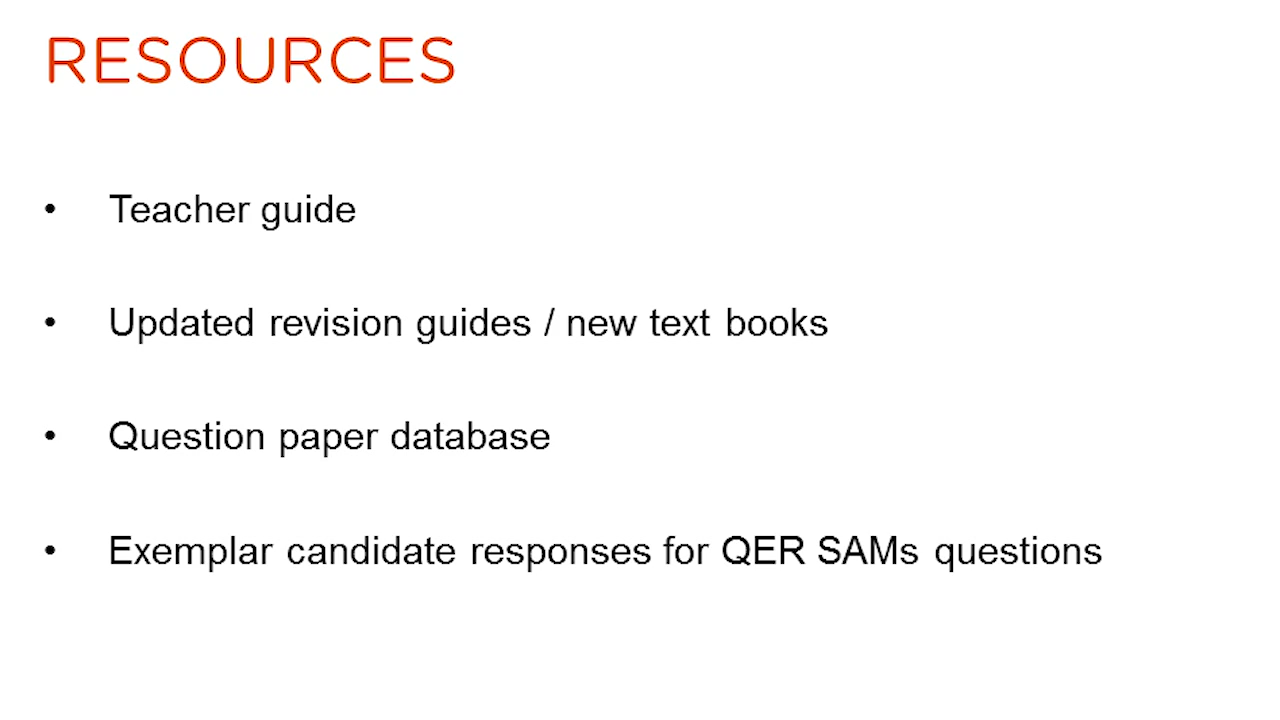 RESOURCES
• Teacher guide
• Updated revision guides / new text books
• Question paper database
• Exemplar candidate responses for QER SAMs questions